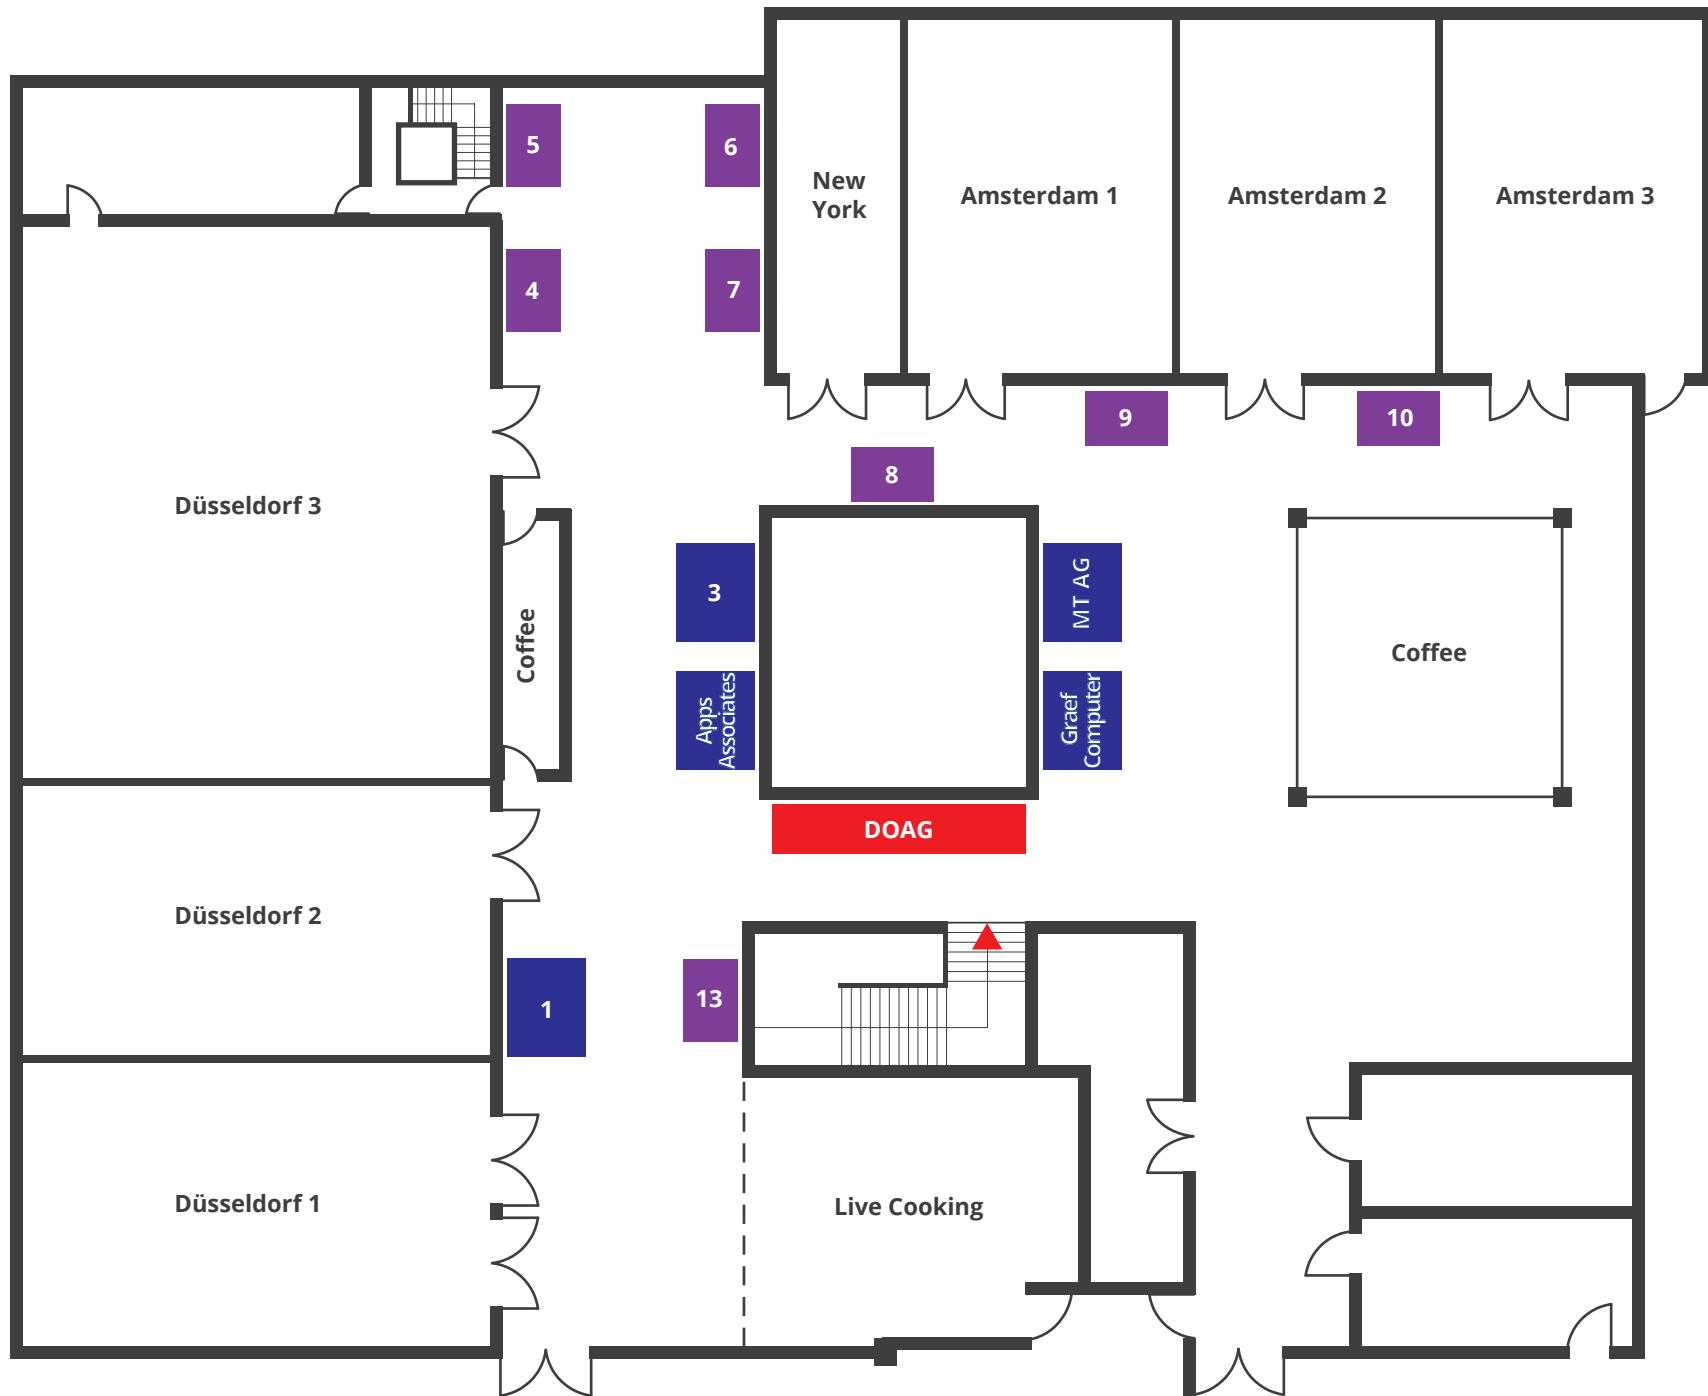 5
6
New
York
Amsterdam 1
Amsterdam 2
Amsterdam 3
4
7
9
10
8
Düsseldorf 3
3
MT AG
Coffee
Coffee
Apps
Associates
Graef
Computer
DOAG
Düsseldorf 2
1
13
Düsseldorf 1
Live Cooking